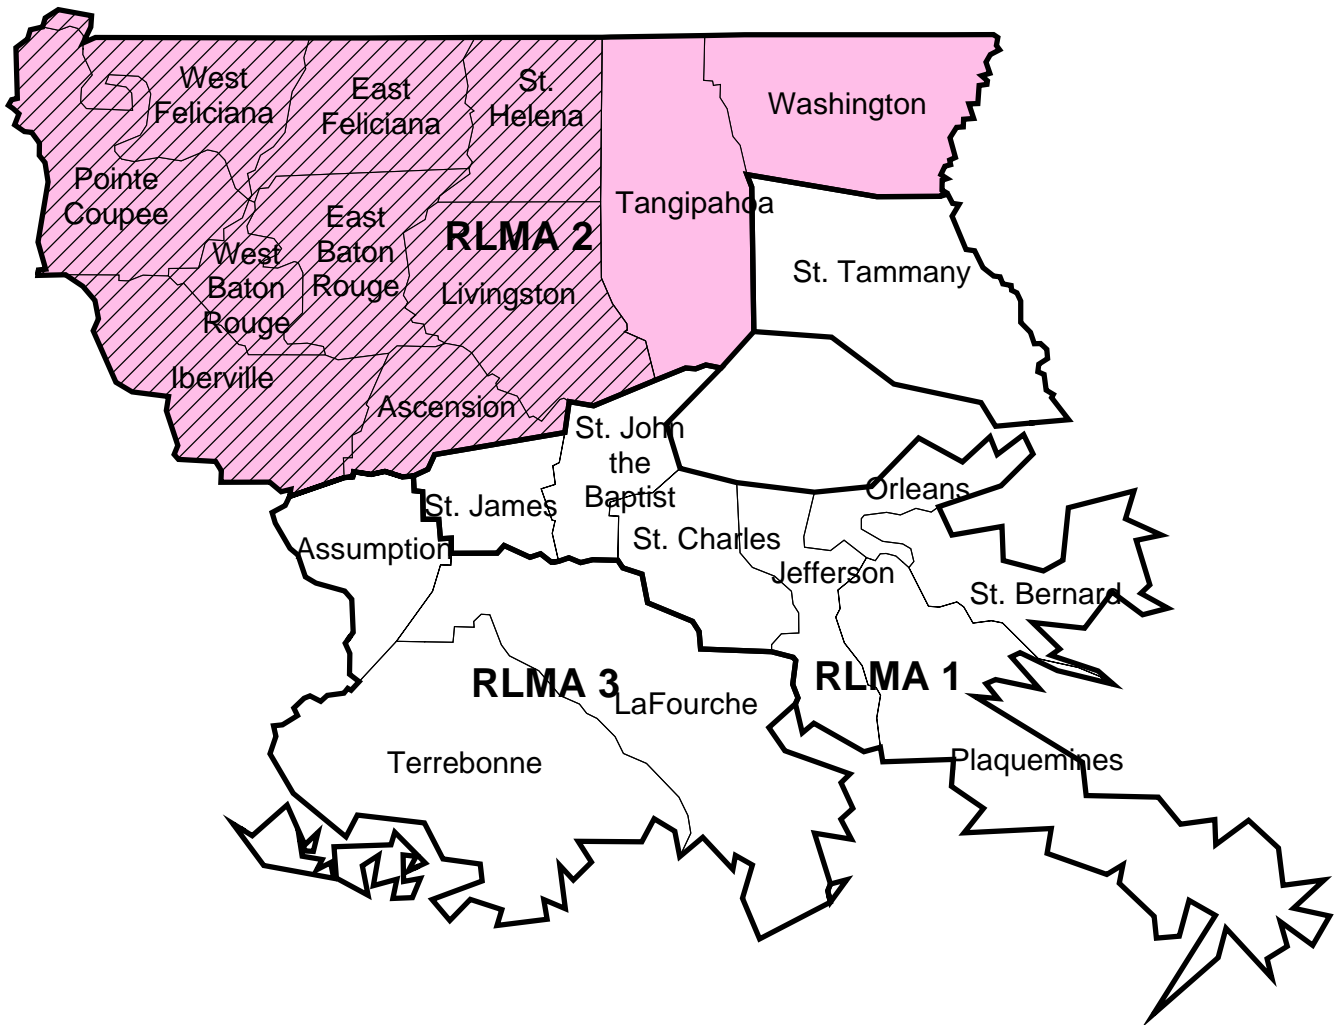 West
Feliciana
East
Feliciana
St.
Helena
Washington
Pointe
Coupee
Tangipahoa
East
Baton
Rouge
RLMA 2
West
Baton
Rouge
Livingston
St. Tammany
Iberville
Ascension
St. John
the
Baptist
Orleans
St. James
St. Charles
Assumption
Jefferson
St. Bernard
RLMA 3
RLMA 1
LaFourche
Terrebonne
Plaquemines